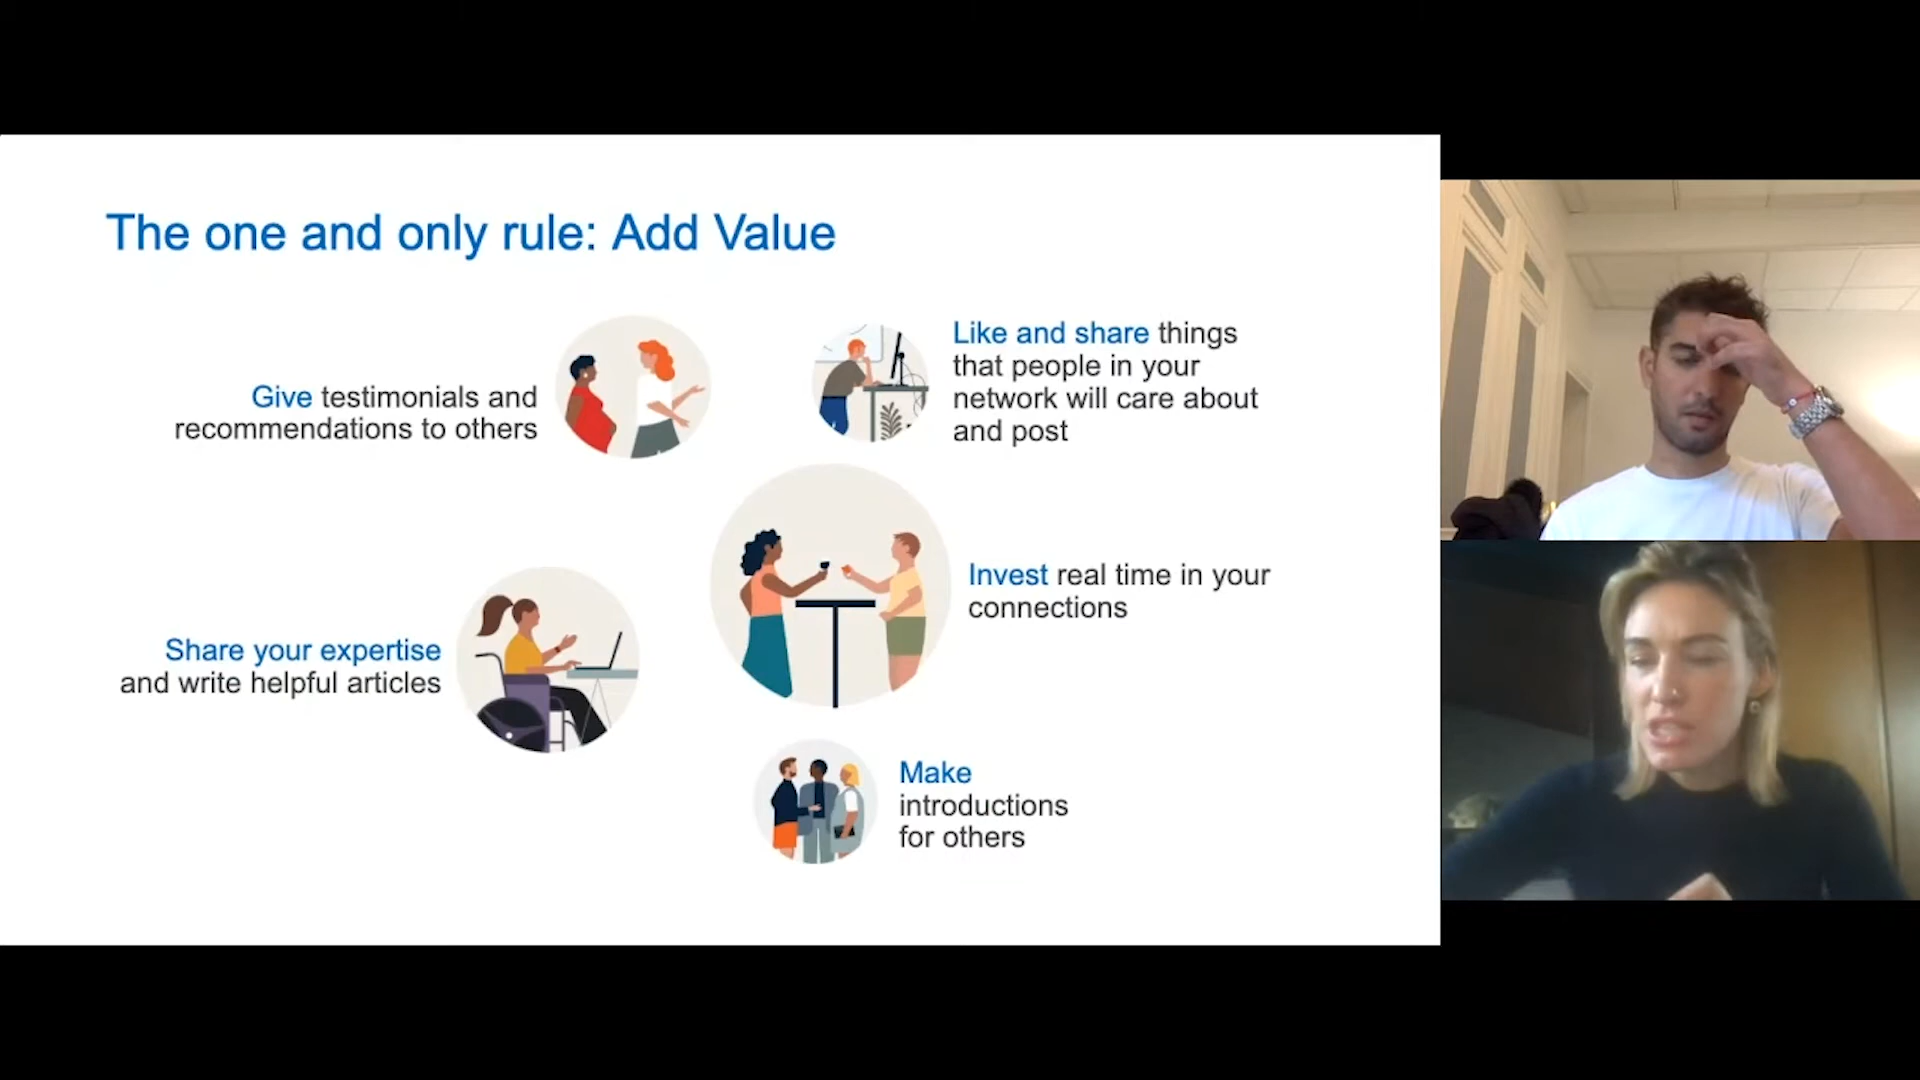 The one and only rule: Add Value
Give testimonials and
recommendations to others
Like and share things
that people in your
network will care about
and post
Invest real time in your
connections
Share your expertise
and write helpful articles
Make
introductions
for others